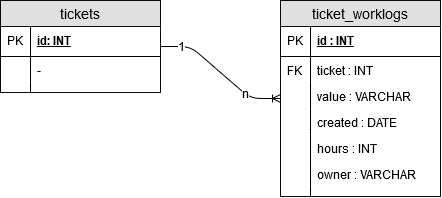 tickets
PK id: INT
-
1
n
ticket_worklogs
PK id : INT
FK ticket : INT
value : VARCHAR
created : DATE
hours : INT
owner : VARCHAR